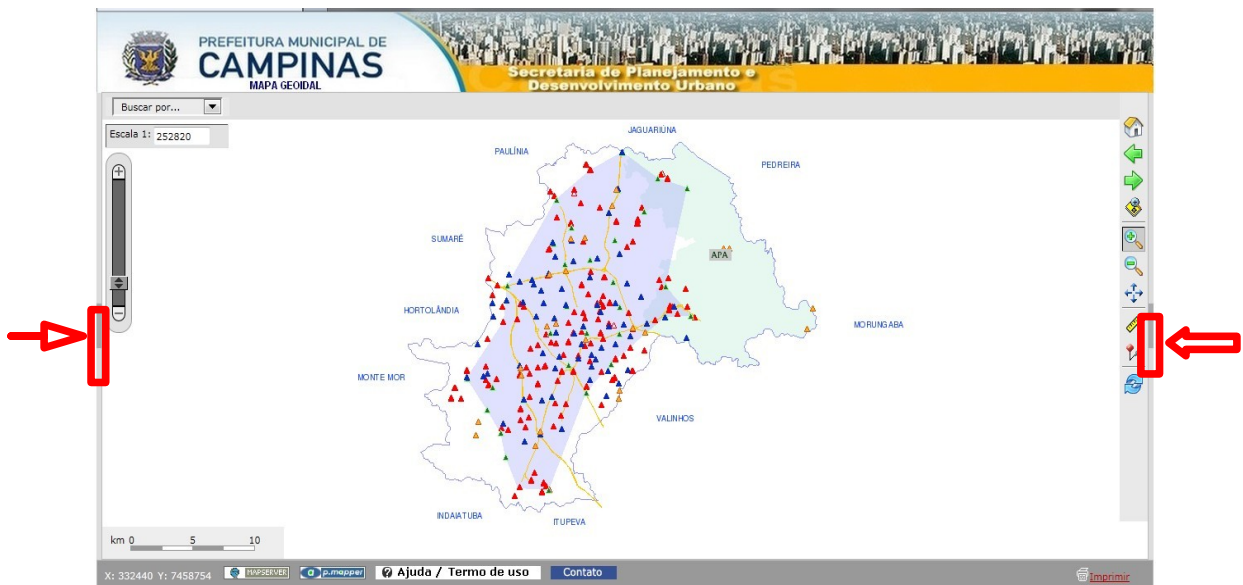 PREFEITURA MUNICIPAL DE
CAMPINAS
MAPA GEOIDAL
Secretaria de Planejamento e
Desenvolvimento Urbano
Buscar por...
Escala 1: 252820
JAGUARIÚNA
PAULÍNIA
PEDREIRA
SUMARÉ
APA
HORTOLÂNDIA
MORUNGABA
MONTE MOR
VALINHOS
INDAIATUBA
ITUPEVA
km 0 5 10
X: 332440 Y: 7458754 MAPSERVER p.mapper Ajuda / Termo de uso Contato Imprimir